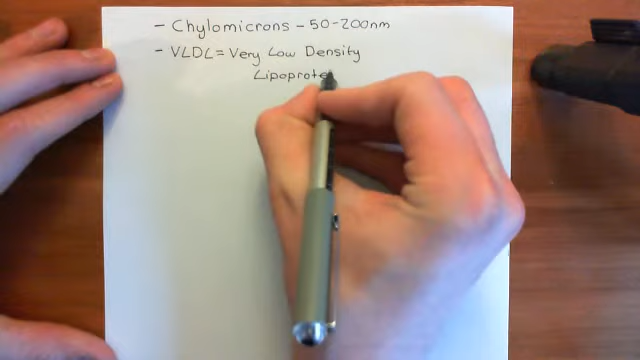 - Chylomicrons - 50-200nm
- VLDL = Very Low Density
Lipoprote